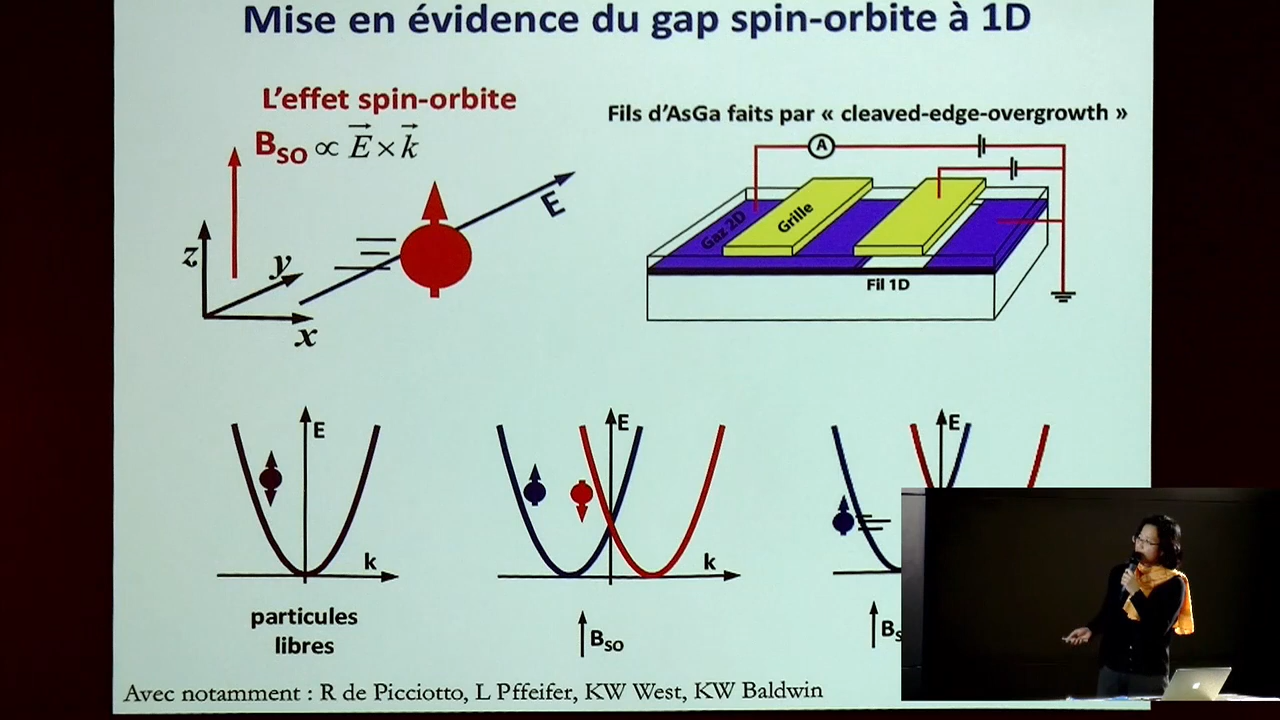 Mise en évidence du gap spin-orbite à 1D
L'effet spin-orbite
B_SO ∝ E × k
Fils d'AsGa faits par « cleaved-edge-overgrowth »
A
z
y
x
E
Gaz 2D
Grille
Fil 1D
E
k
particules
libres
E
k
B_SO
E
Avec notamment : R de Picciotto, L Pffeifer, KW West, KW Baldwin